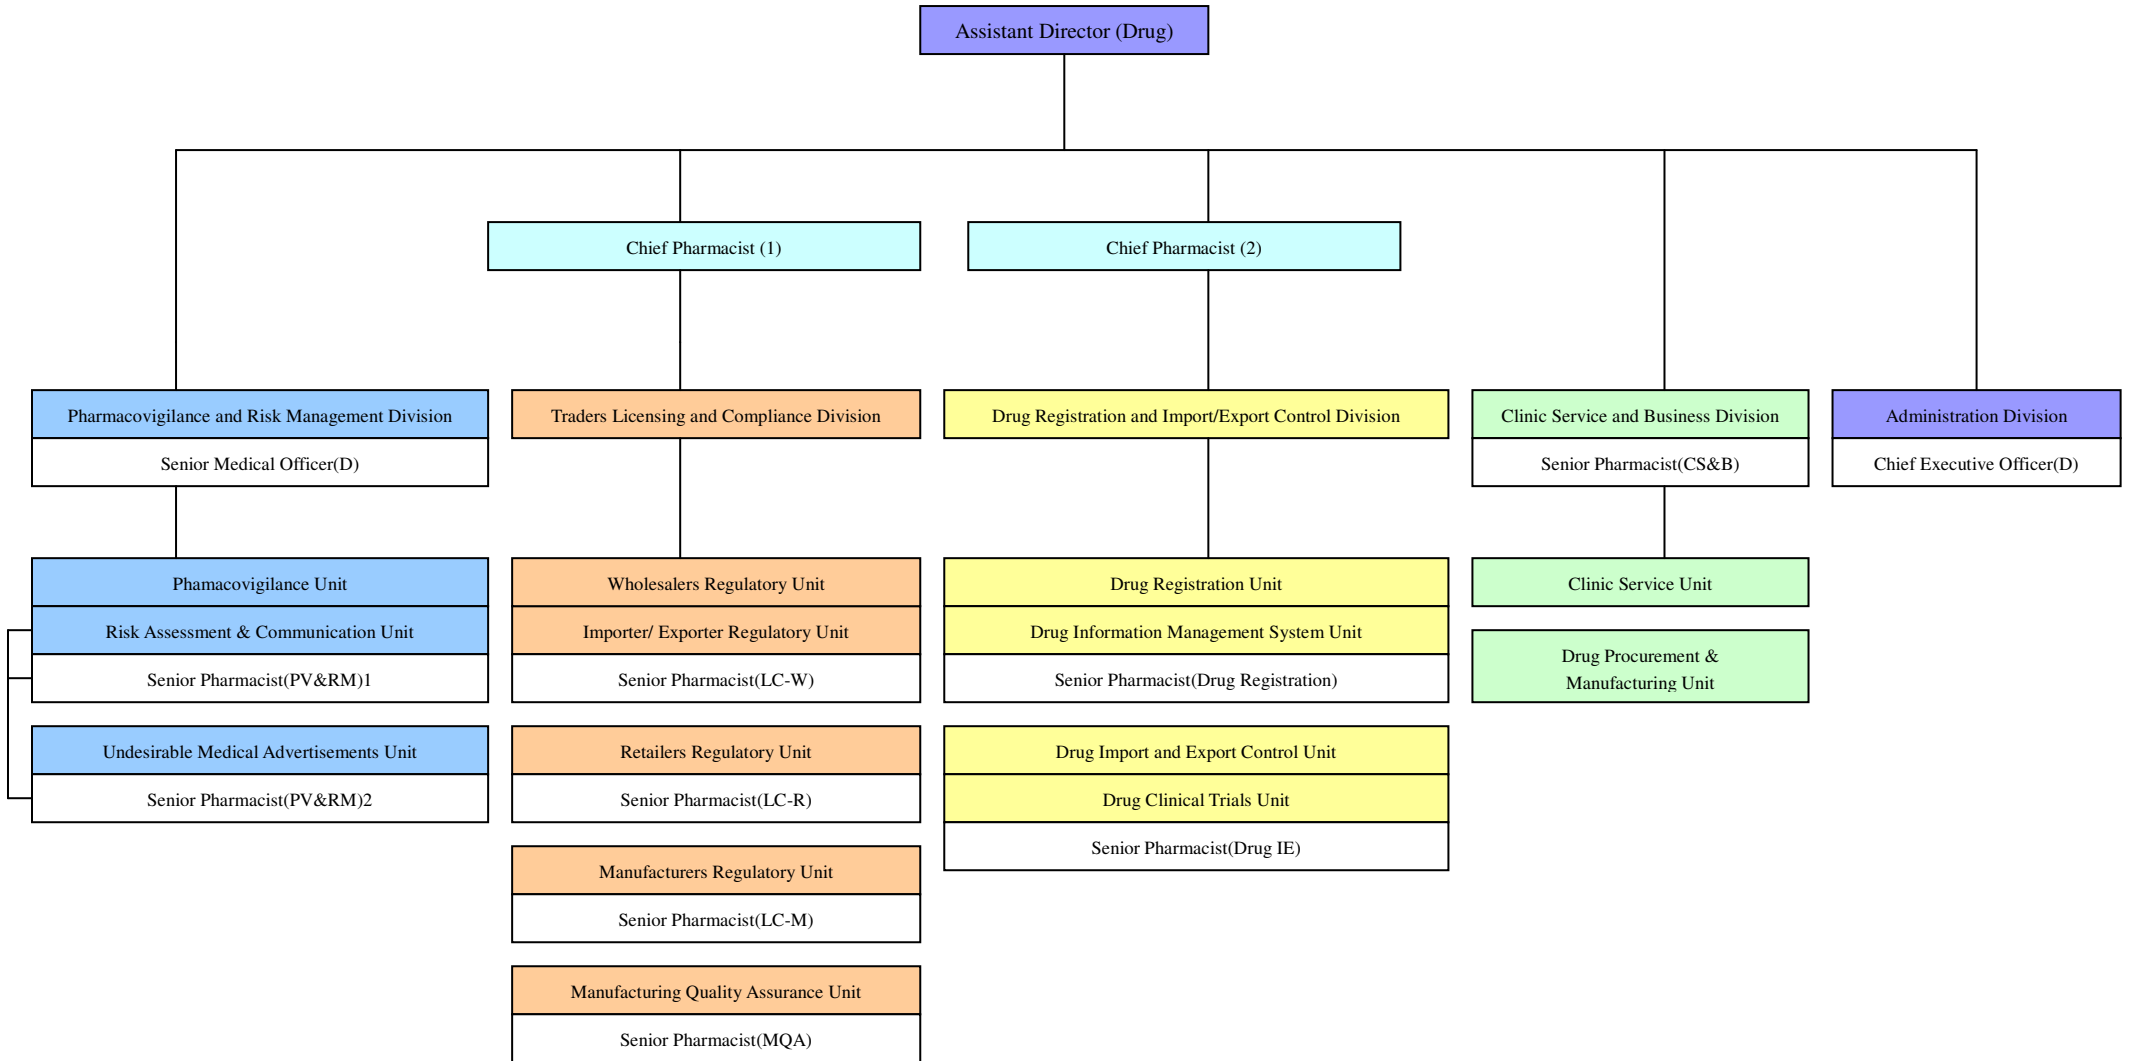 Assistant Director (Drug)
Chief Pharmacist (1)
Chief Pharmacist (2)
Pharmacovigilance and Risk Management Division
Senior Medical Officer(D)
Traders Licensing and Compliance Division
Drug Registration and Import/Export Control Division
Clinic Service and Business Division
Senior Pharmacist(CS&B)
Administration Division
Chief Executive Officer(D)
Phamacovigilance Unit
Risk Assessment & Communication Unit
Senior Pharmacist(PV&RM)1
Undesirable Medical Advertisements Unit
Senior Pharmacist(PV&RM)2
Wholesalers Regulatory Unit
Importer/ Exporter Regulatory Unit
Senior Pharmacist(LC-W)
Retailers Regulatory Unit
Senior Pharmacist(LC-R)
Manufacturers Regulatory Unit
Senior Pharmacist(LC-M)
Manufacturing Quality Assurance Unit
Senior Pharmacist(MQA)
Drug Registration Unit
Drug Information Management System Unit
Senior Pharmacist(Drug Registration)
Drug Import and Export Control Unit
Drug Clinical Trials Unit
Senior Pharmacist(Drug IE)
Clinic Service Unit
Drug Procurement &
Manufacturing Unit